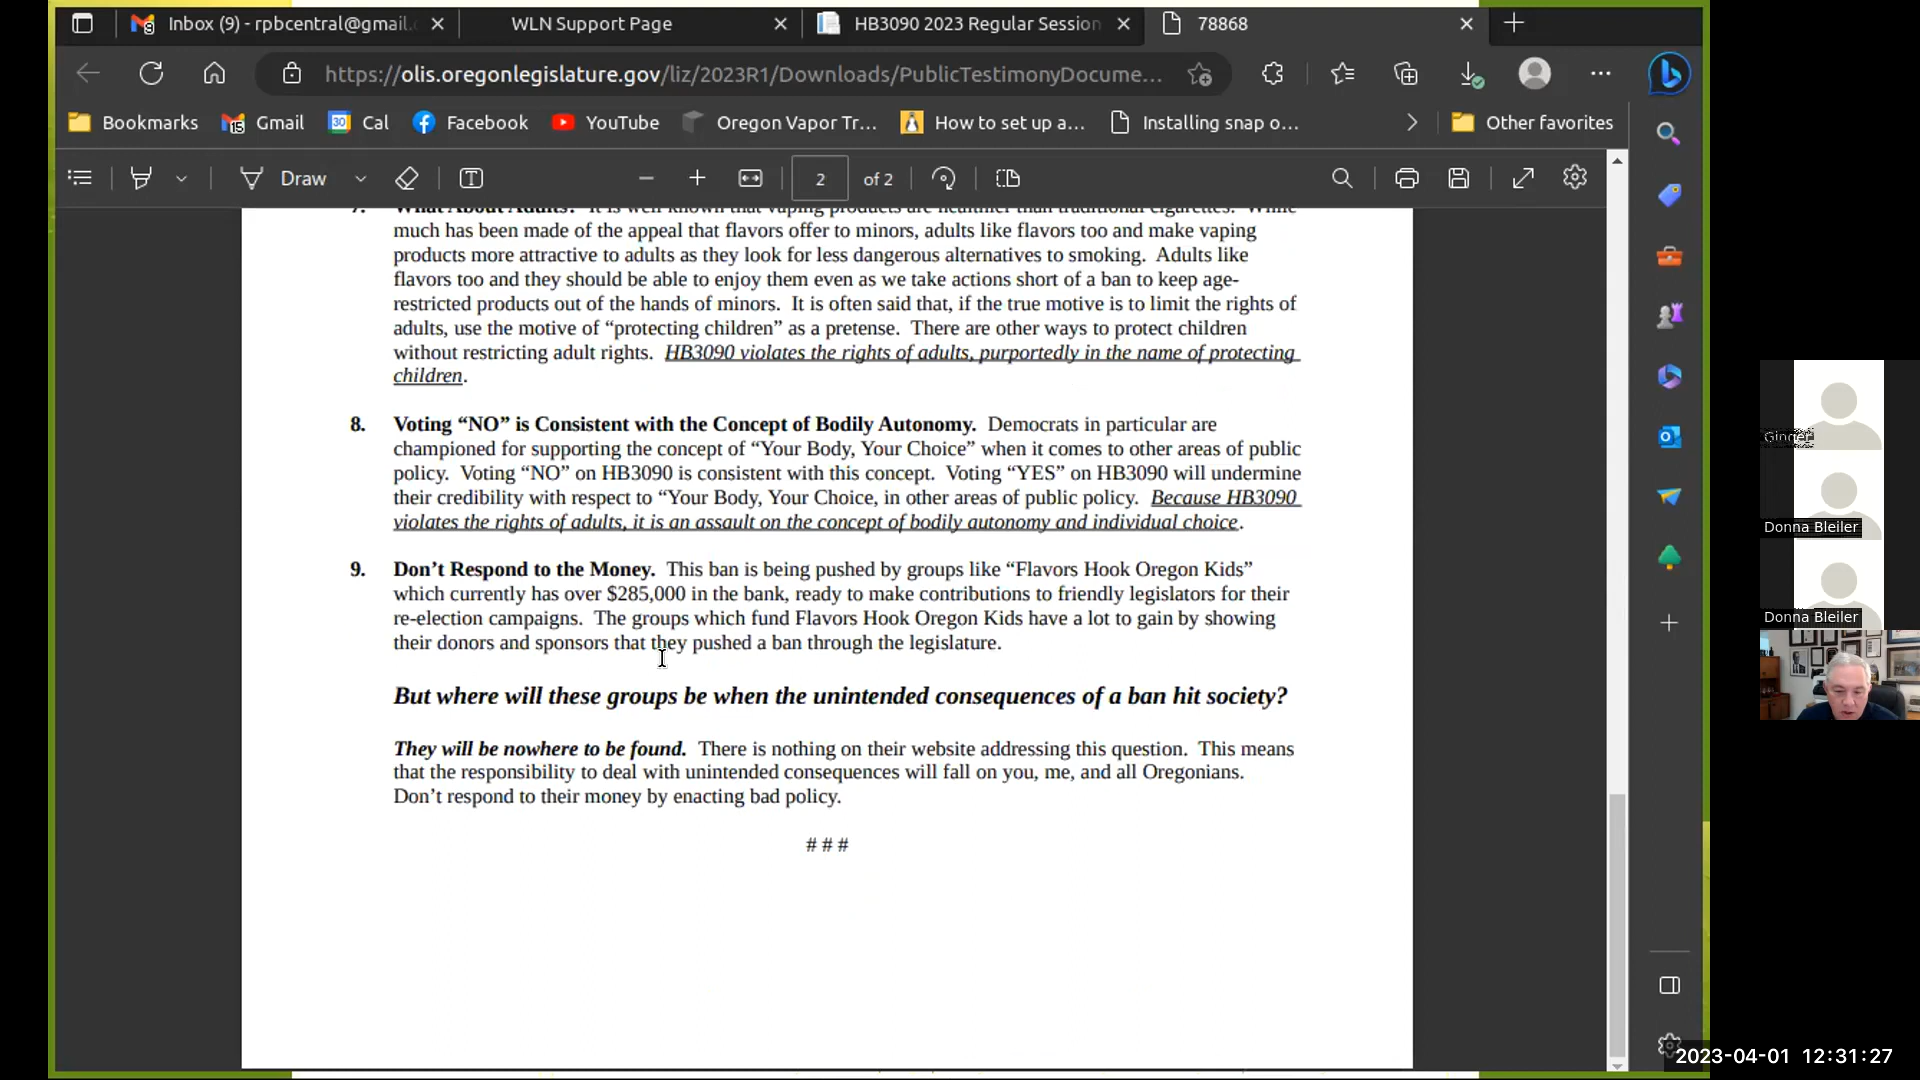 Inbox (9) - rpbcentral@gmail.
WLN Support Page
HB3090 2023 Regular Session
78868
https://olis.oregonlegislature.gov/liz/2023R1/Downloads/PublicTestimonyDocume...
Bookmarks
15
Gmail
30
Cal
Facebook
YouTube
Oregon Vapor Tr...
How to set up a...
Installing snap o...
Other favorites
Draw
2
of 2
7. What About Adults? It is well known that vaping products are healthier than traditional cigarettes. While
much has been made of the appeal that flavors offer to minors, adults like flavors too and make vaping
products more attractive to adults as they look for less dangerous alternatives to smoking. Adults like
flavors too and they should be able to enjoy them even as we take actions short of a ban to keep age-
restricted products out of the hands of minors. It is often said that, if the true motive is to limit the rights of
adults, use the motive of “protecting children” as a pretense. There are other ways to protect children
without restricting adult rights. HB3090 violates the rights of adults, purportedly in the name of protecting
children.
8. Voting “NO” is Consistent with the Concept of Bodily Autonomy. Democrats in particular are
championed for supporting the concept of “Your Body, Your Choice” when it comes to other areas of public
policy. Voting “NO” on HB3090 is consistent with this concept. Voting “YES” on HB3090 will undermine
their credibility with respect to “Your Body, Your Choice, in other areas of public policy. Because HB3090
violates the rights of adults, it is an assault on the concept of bodily autonomy and individual choice.
9. Don’t Respond to the Money. This ban is being pushed by groups like “Flavors Hook Oregon Kids”
which currently has over $285,000 in the bank, ready to make contributions to friendly legislators for their
re-election campaigns. The groups which fund Flavors Hook Oregon Kids have a lot to gain by showing
their donors and sponsors that they pushed a ban through the legislature.
But where will these groups be when the unintended consequences of a ban hit society?
They will be nowhere to be found. There is nothing on their website addressing this question. This means
that the responsibility to deal with unintended consequences will fall on you, me, and all Oregonians.
Don’t respond to their money by enacting bad policy.
# # #
Ginger
Donna Bleiler
Donna Bleiler
2023-04-01 12:31:27